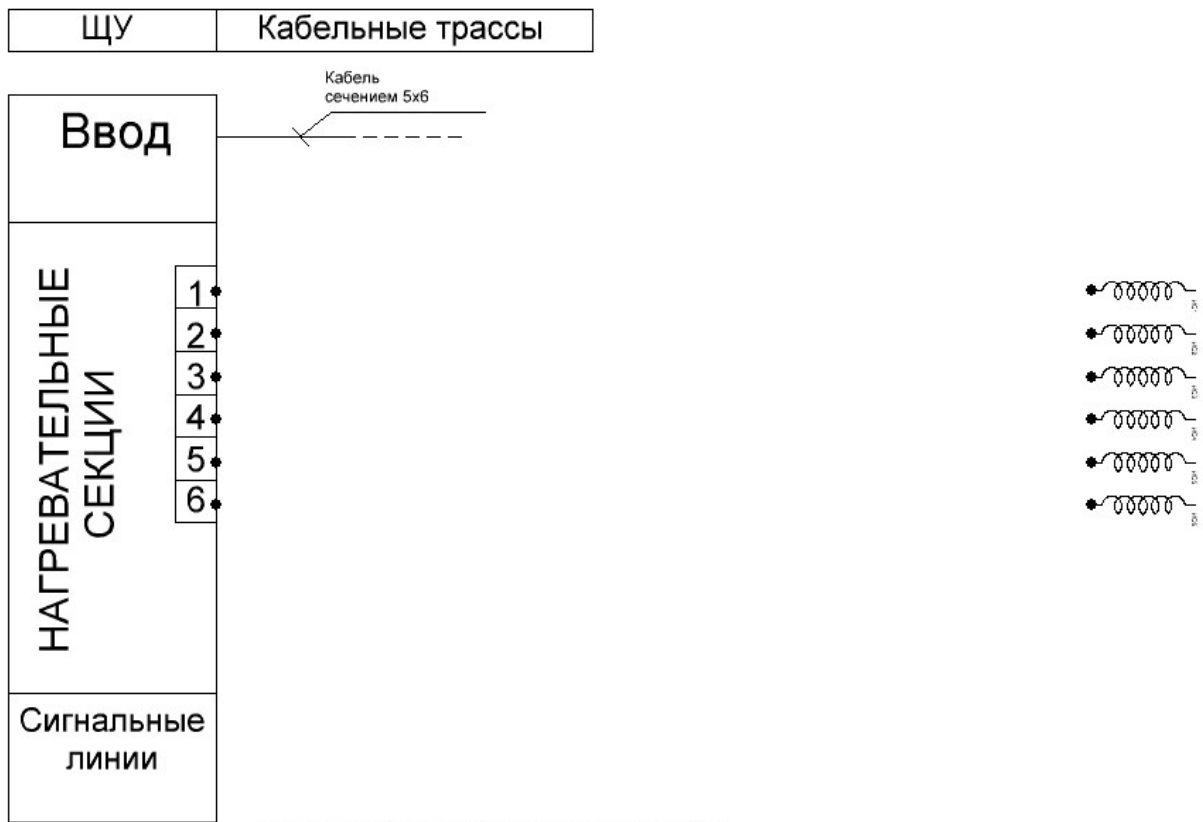 ЩУ
Кабельные трассы
Кабель
сечением 5х6
Ввод
НАГРЕВАТЕЛЬНЫЕ
СЕКЦИИ
1
2
3
4
5
6
Сигнальные
линии